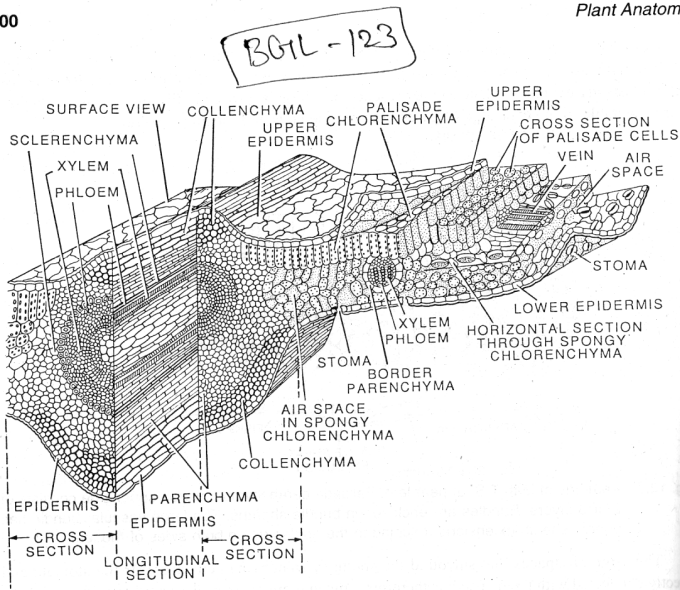 00
Plant Anatom
BGIL - 123
SURFACE VIEW
COLLENCHYMA
UPPER
EPIDERMIS
PALISADE
CHLORENCHYMA
UPPER
EPIDERMIS
CROSS SECTION
OF PALISADE CELLS
VEIN
AIR
SPACE
SCLERENCHYMA
XYLEM
PHLOEM
STOMA
LOWER EPIDERMIS
HORIZONTAL SECTION
THROUGH SPONGY
CHLORENCHYMA
XYLEM
PHLOEM
STOMA
BORDER
PARENCHYMA
AIR SPACE
IN SPONGY
CHLORENCHYMA
COLLENCHYMA
EPIDERMIS
PARENCHYMA
EPIDERMIS
CROSS
SECTION
LONGITUDINAL
SECTION
CROSS
SECTION